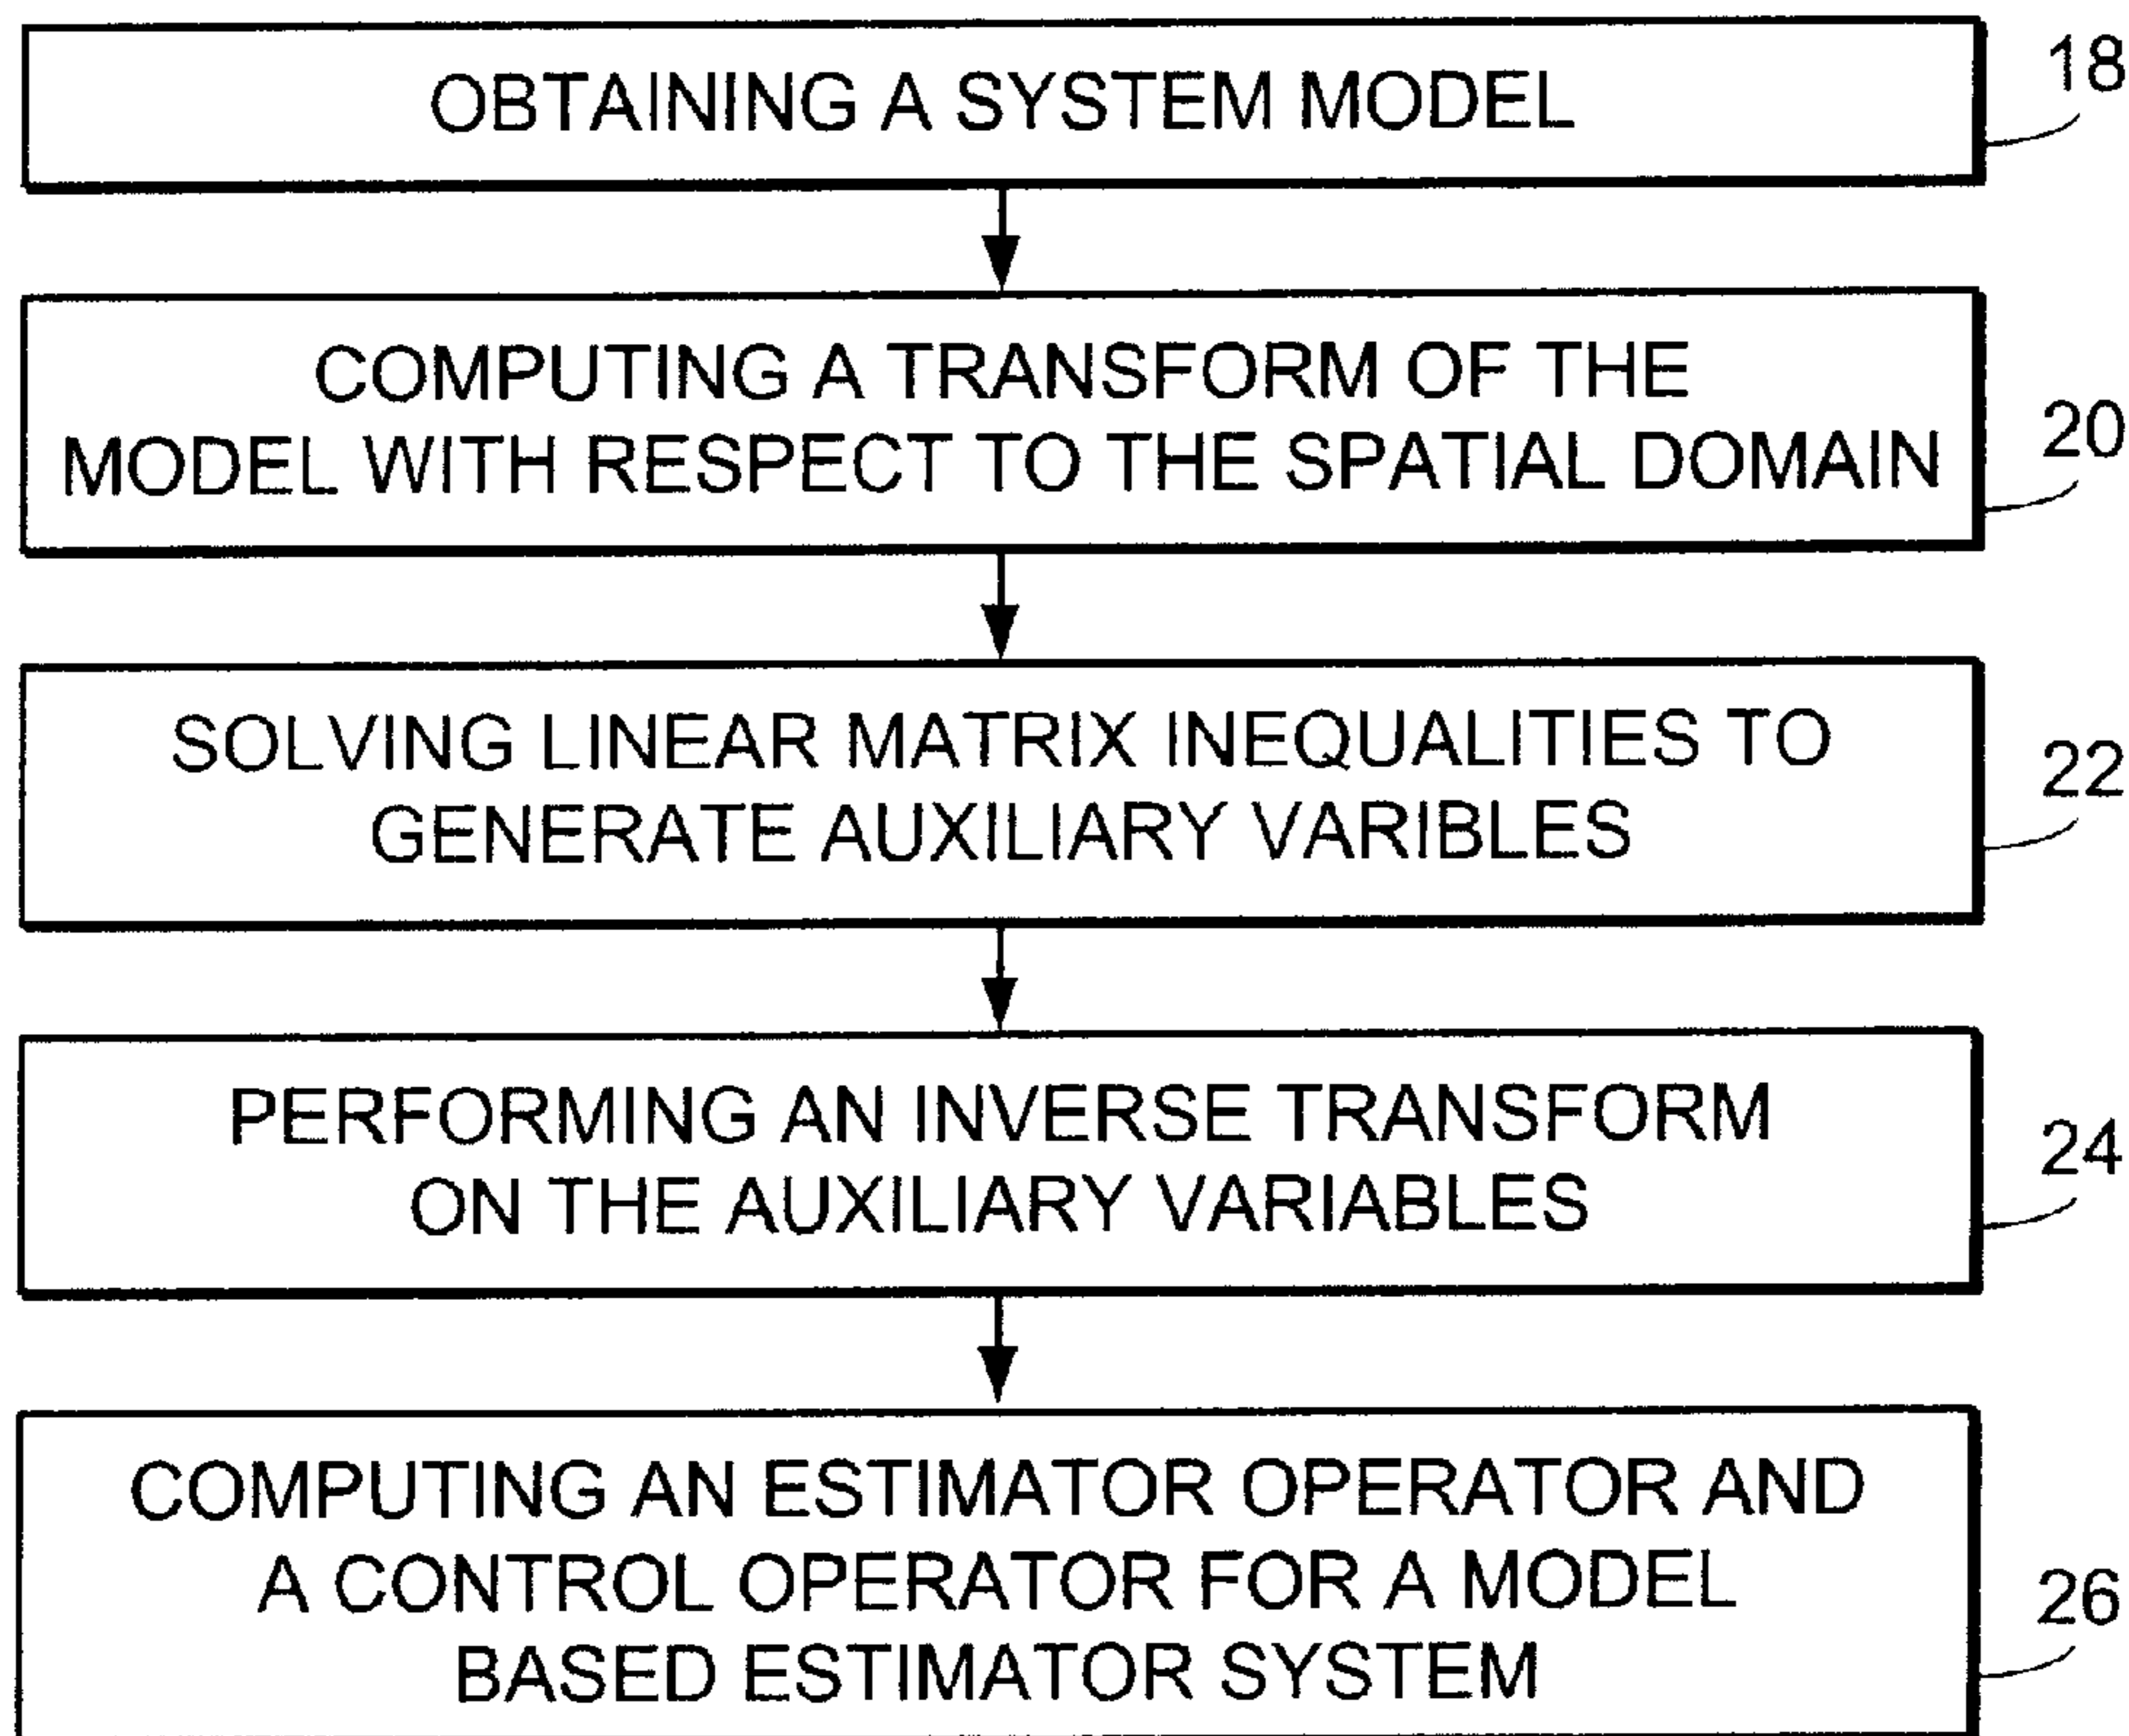 OBTAINING A SYSTEM MODEL
18
COMPUTING A TRANSFORM OF THE
MODEL WITH RESPECT TO THE SPATIAL DOMAIN
20
SOLVING LINEAR MATRIX INEQUALITIES TO
GENERATE AUXILIARY VARIBLES
22
PERFORMING AN INVERSE TRANSFORM
ON THE AUXILIARY VARIABLES
24
COMPUTING AN ESTIMATOR OPERATOR AND
A CONTROL OPERATOR FOR A MODEL
BASED ESTIMATOR SYSTEM
26